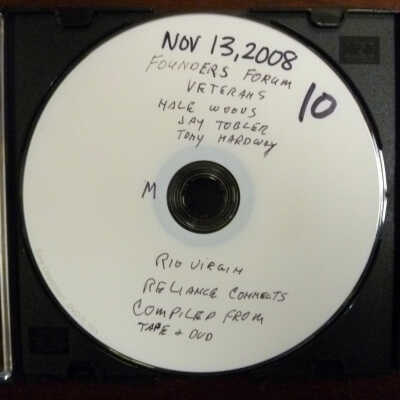 NOV 13, 2008
FOUNDERS FORUM
10
VETERANS
HALE WOODS
JAY TOBLER
TONY HARDWAY
M
RIO VIRGIN
RELIANCE CONNECTS
COMPILED FROM
TAPE + DVD